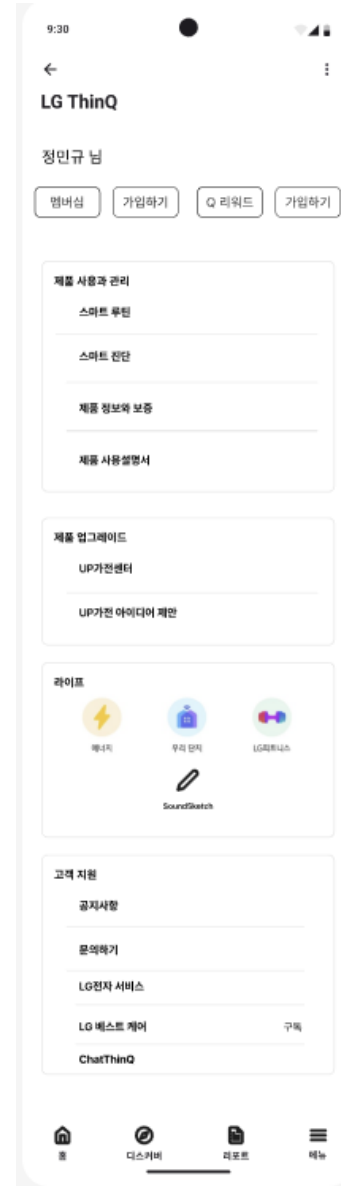 9:30
LG ThinQ
정민규 님
멤버십 가입하기 Q 리워드 가입하기
제품 사용과 관리
스마트 루틴
스마트 진단
제품 정보와 보증
제품 사용설명서
제품 업그레이드
UP가전센터
UP가전 아이디어 제안
라이프
에너지 우리 단지 LG피트니스
SoundSketch
고객 지원
공지사항
문의하기
LG전자 서비스
LG 베스트 케어 구독
ChatThinQ
홈 디스커버 리포트 메뉴